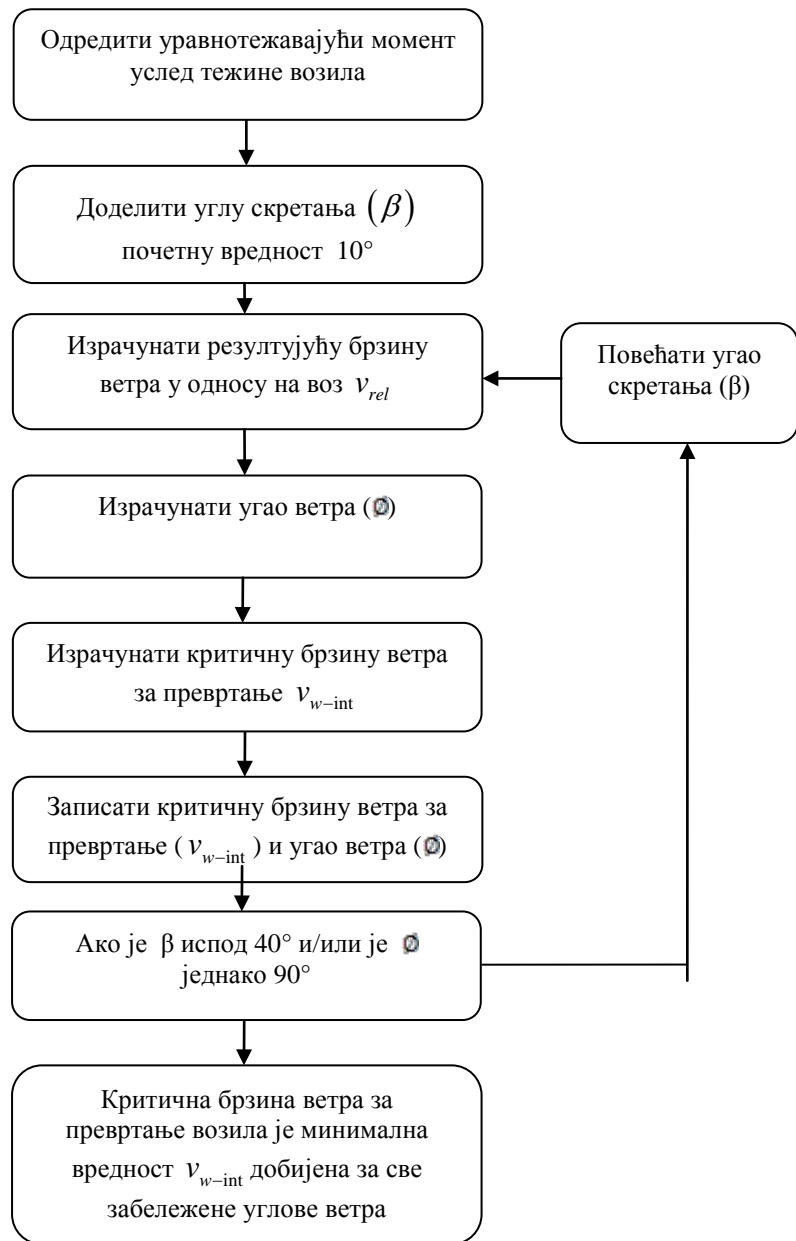 Одредити уравнотежавајући момент
услед тежине возила
Доделити углу скретања (β)
почетну вредност 10°
Израчунати резултујућу брзину
ветра у односу на воз v_rel
Повећати угао
скретања (β)
Израчунати угао ветра (Ø)
Израчунати критичну брзину ветра
за превртање v_w−int
Записати критичну брзину ветра за
превртање ( v_w−int ) и угао ветра (Ø)
Ако је β испод 40° и/или је Ø
једнако 90°
Критична брзина ветра за
превртање возила је минимална
вредност v_w−int добијена за све
забележене углове ветра